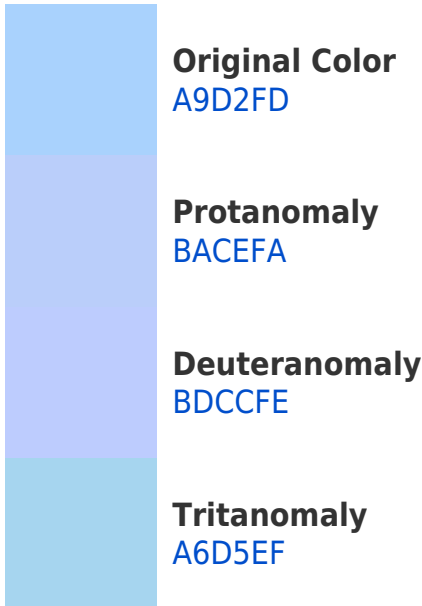 Original Color
A9D2FD
Protanomaly
BACEFA
Deuteranomaly
BDCCFE
Tritanomaly
A6D5EF